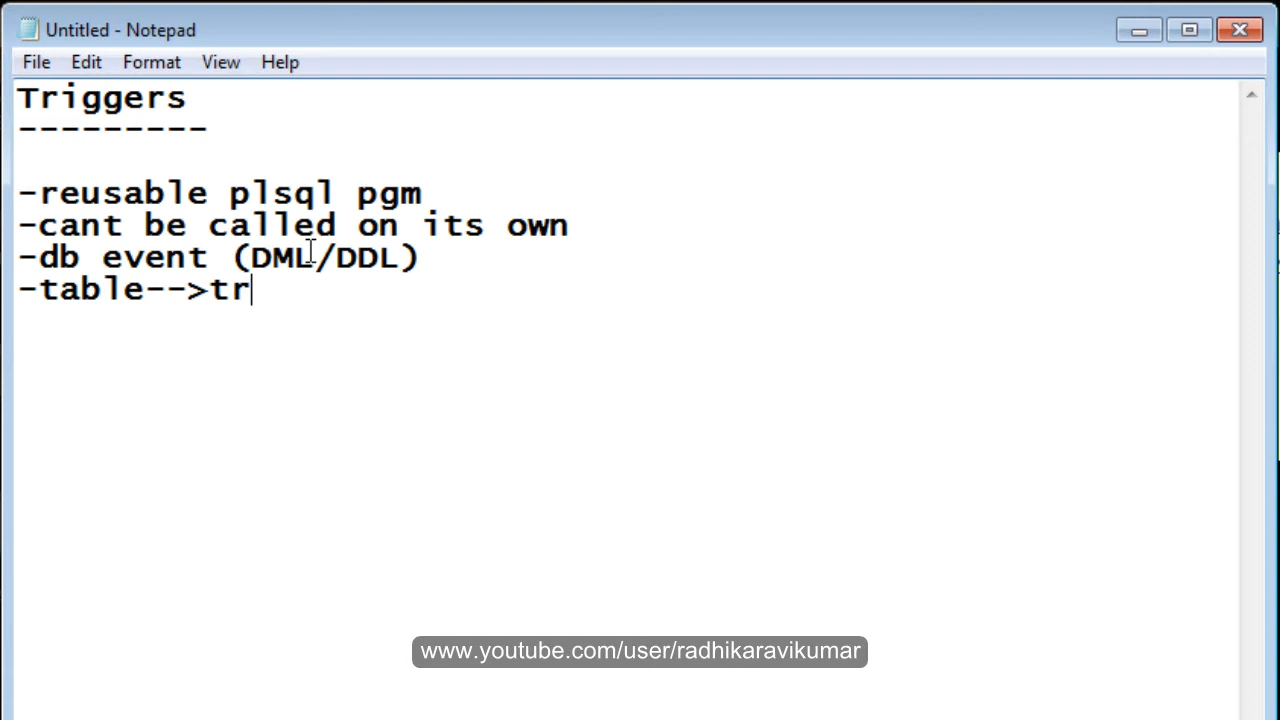 Untitled - Notepad
File Edit Format View Help
Triggers
---------
-reusable plsql pgm
-cant be called on its own
-db event (DML/DDL)
-table-->tr
www.youtube.com/user/radhikaravikumar